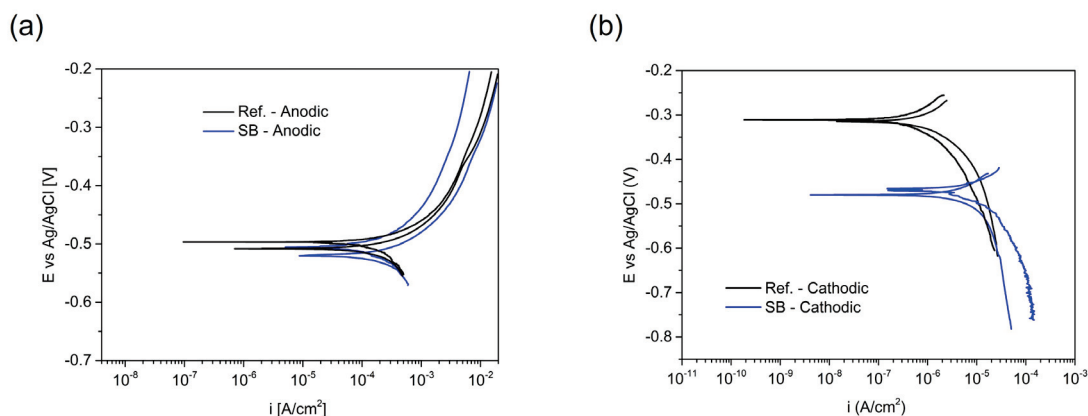 (a)
-0.2
-0.3
-0.4
-0.5
-0.6
-0.7
E vs Ag/AgCl [V]
Ref. - Anodic
SB - Anodic
10⁻⁸ 10⁻⁷ 10⁻⁶ 10⁻⁵ 10⁻⁴ 10⁻³ 10⁻²
i [A/cm²]
(b)
-0.2
-0.3
-0.4
-0.5
-0.6
-0.7
-0.8
E vs Ag/AgCl (V)
Ref. - Cathodic
SB - Cathodic
10⁻¹¹ 10⁻¹⁰ 10⁻⁹ 10⁻⁸ 10⁻⁷ 10⁻⁶ 10⁻⁵ 10⁻⁴ 10⁻³
i (A/cm²)